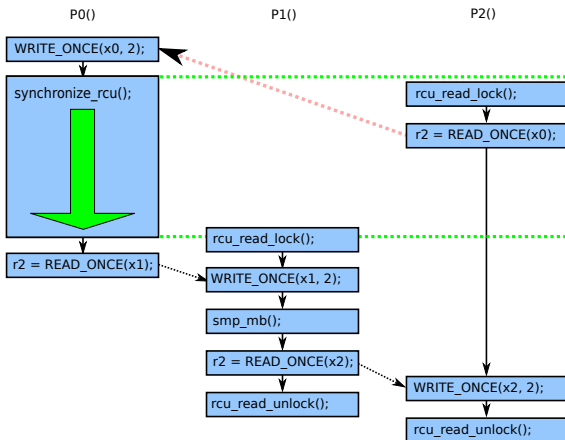 P0()
P1()
P2()
WRITE_ONCE(x0, 2);
synchronize_rcu();
rcu_read_lock();
r2 = READ_ONCE(x0);
rcu_read_lock();
r2 = READ_ONCE(x1);
WRITE_ONCE(x1, 2);
smp_mb();
r2 = READ_ONCE(x2);
WRITE_ONCE(x2, 2);
rcu_read_unlock();
rcu_read_unlock();